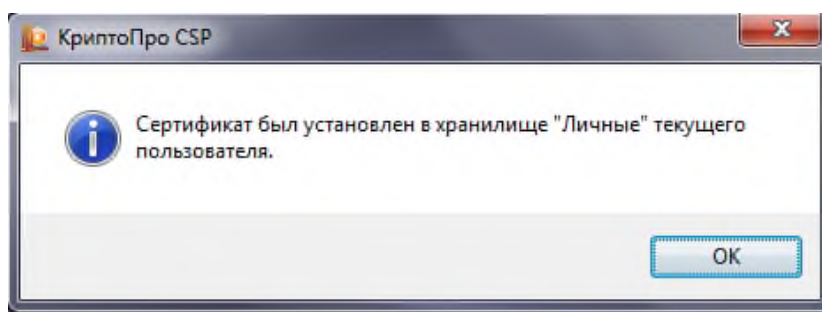 КриптоПро CSP
Сертификат был установлен в хранилище "Личные" текущего
пользователя.
OK